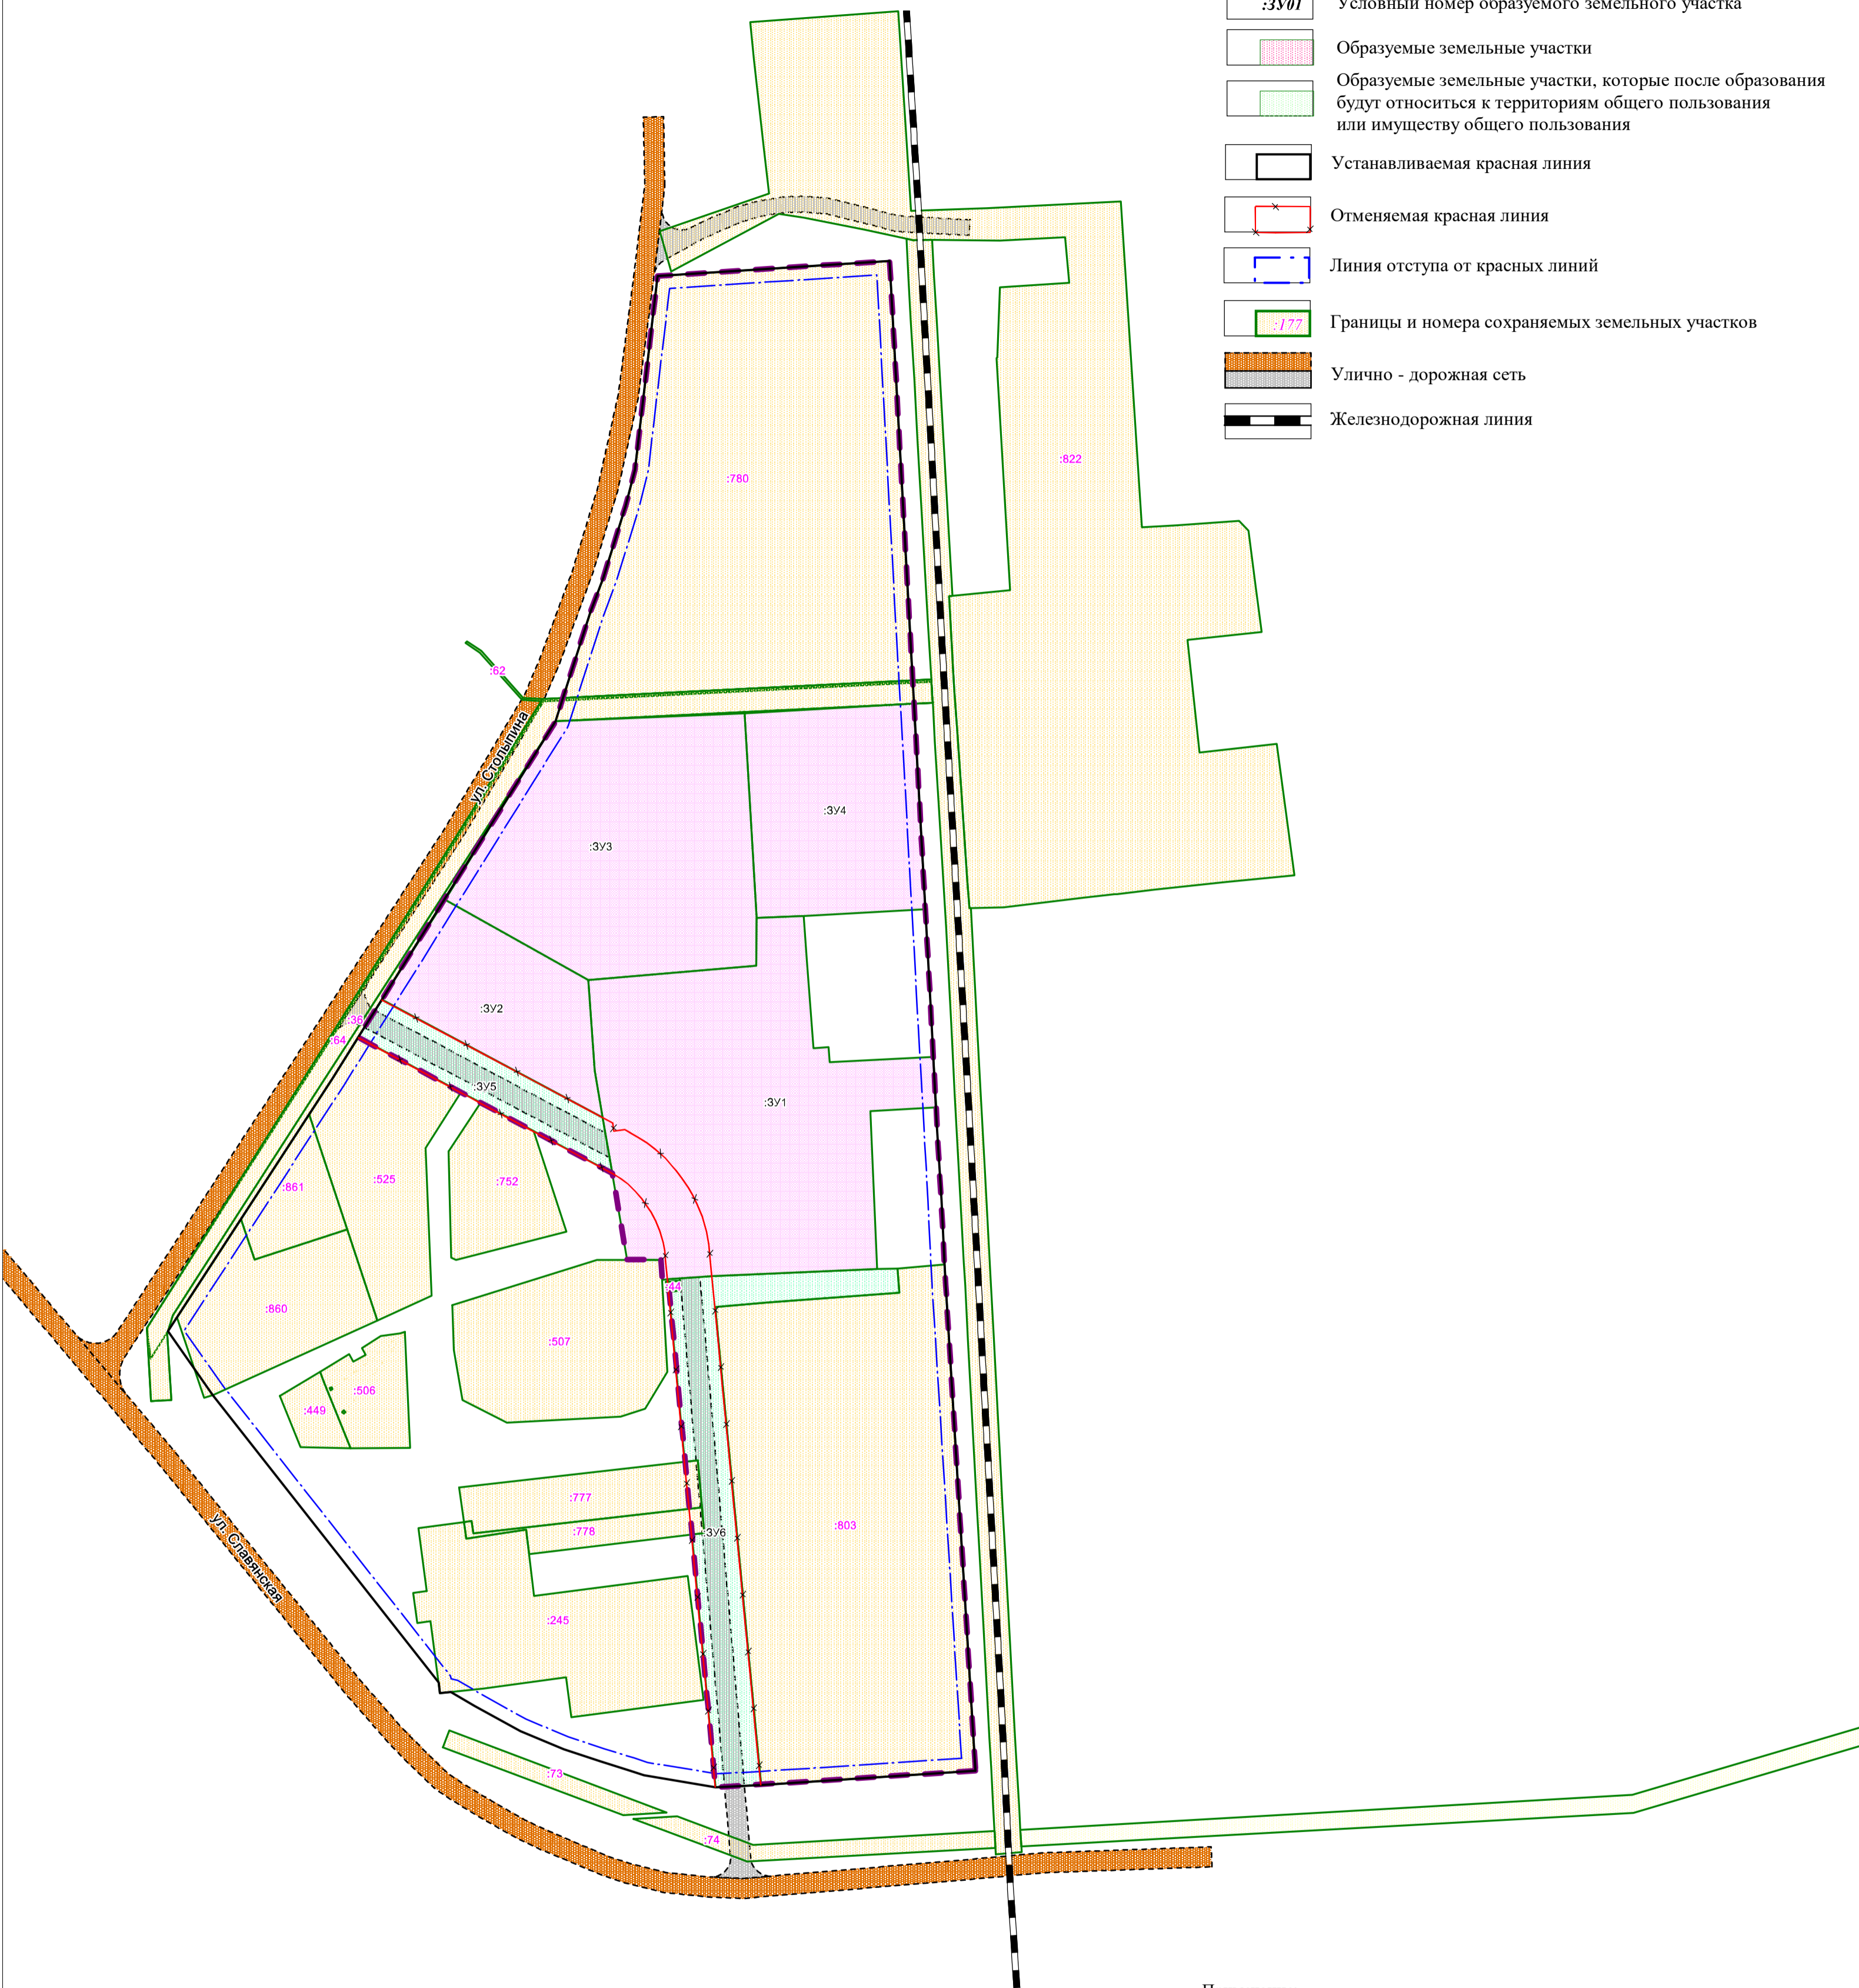 :ЗУ01 Условный номер образуемого земельного участка
Образуемые земельные участки
Образуемые земельные участки, которые после образования
будут относиться к территориям общего пользования
или имуществу общего пользования
Устанавливаемая красная линия
Отменяемая красная линия
Линия отступа от красных линий
:177 Границы и номера сохраняемых земельных участков
Улично - дорожная сеть
Железнодорожная линия
:822
:780
:62
ул. Столыпина
:ЗУ4
:ЗУ3
:ЗУ2
:36
:64
:ЗУ5
:ЗУ1
:861
:525
:752
:860
:44
:507
:506
:449
:777
:778
:ЗУ6
:803
ул. Славянская
:245
:73
:74